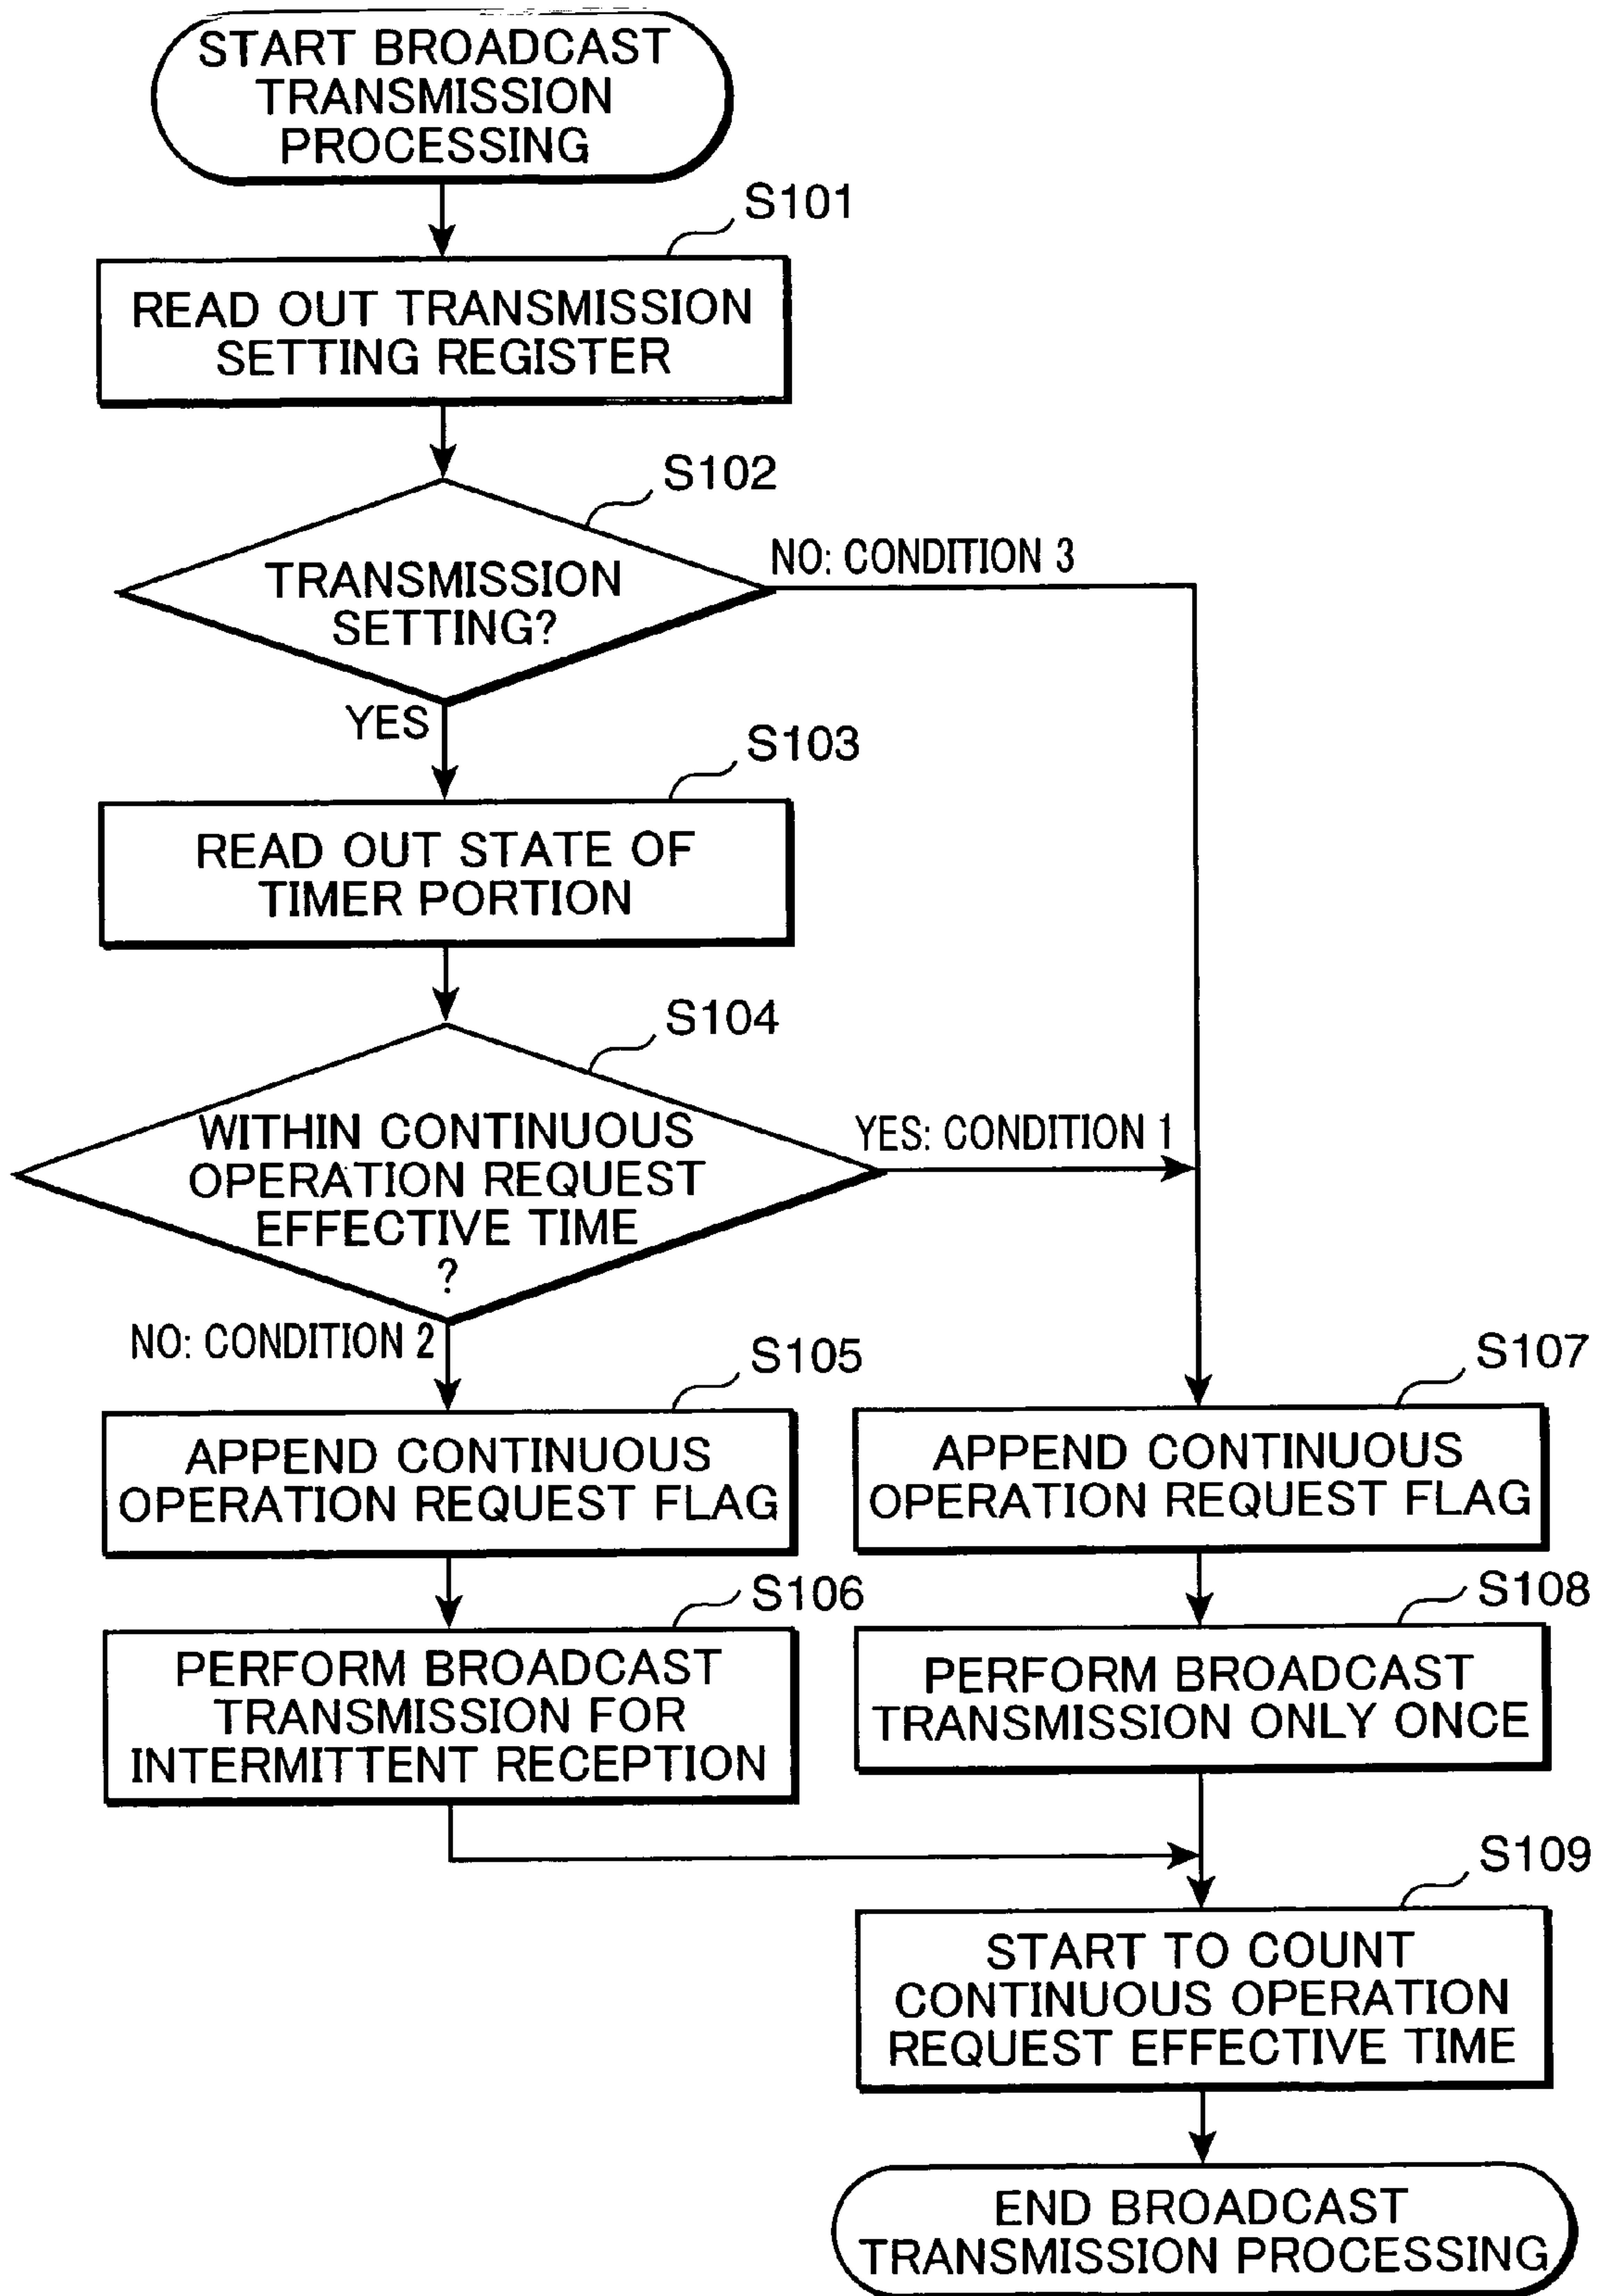 START BROADCAST
TRANSMISSION
PROCESSING
S101
READ OUT TRANSMISSION
SETTING REGISTER
S102
TRANSMISSION
SETTING?
NO: CONDITION 3
YES
S103
READ OUT STATE OF
TIMER PORTION
S104
WITHIN CONTINUOUS
OPERATION REQUEST
EFFECTIVE TIME
?
YES: CONDITION 1
NO: CONDITION 2
S105
APPEND CONTINUOUS
OPERATION REQUEST FLAG
S106
PERFORM BROADCAST
TRANSMISSION FOR
INTERMITTENT RECEPTION
S107
APPEND CONTINUOUS
OPERATION REQUEST FLAG
S108
PERFORM BROADCAST
TRANSMISSION ONLY ONCE
S109
START TO COUNT
CONTINUOUS OPERATION
REQUEST EFFECTIVE TIME
END BROADCAST
TRANSMISSION PROCESSING